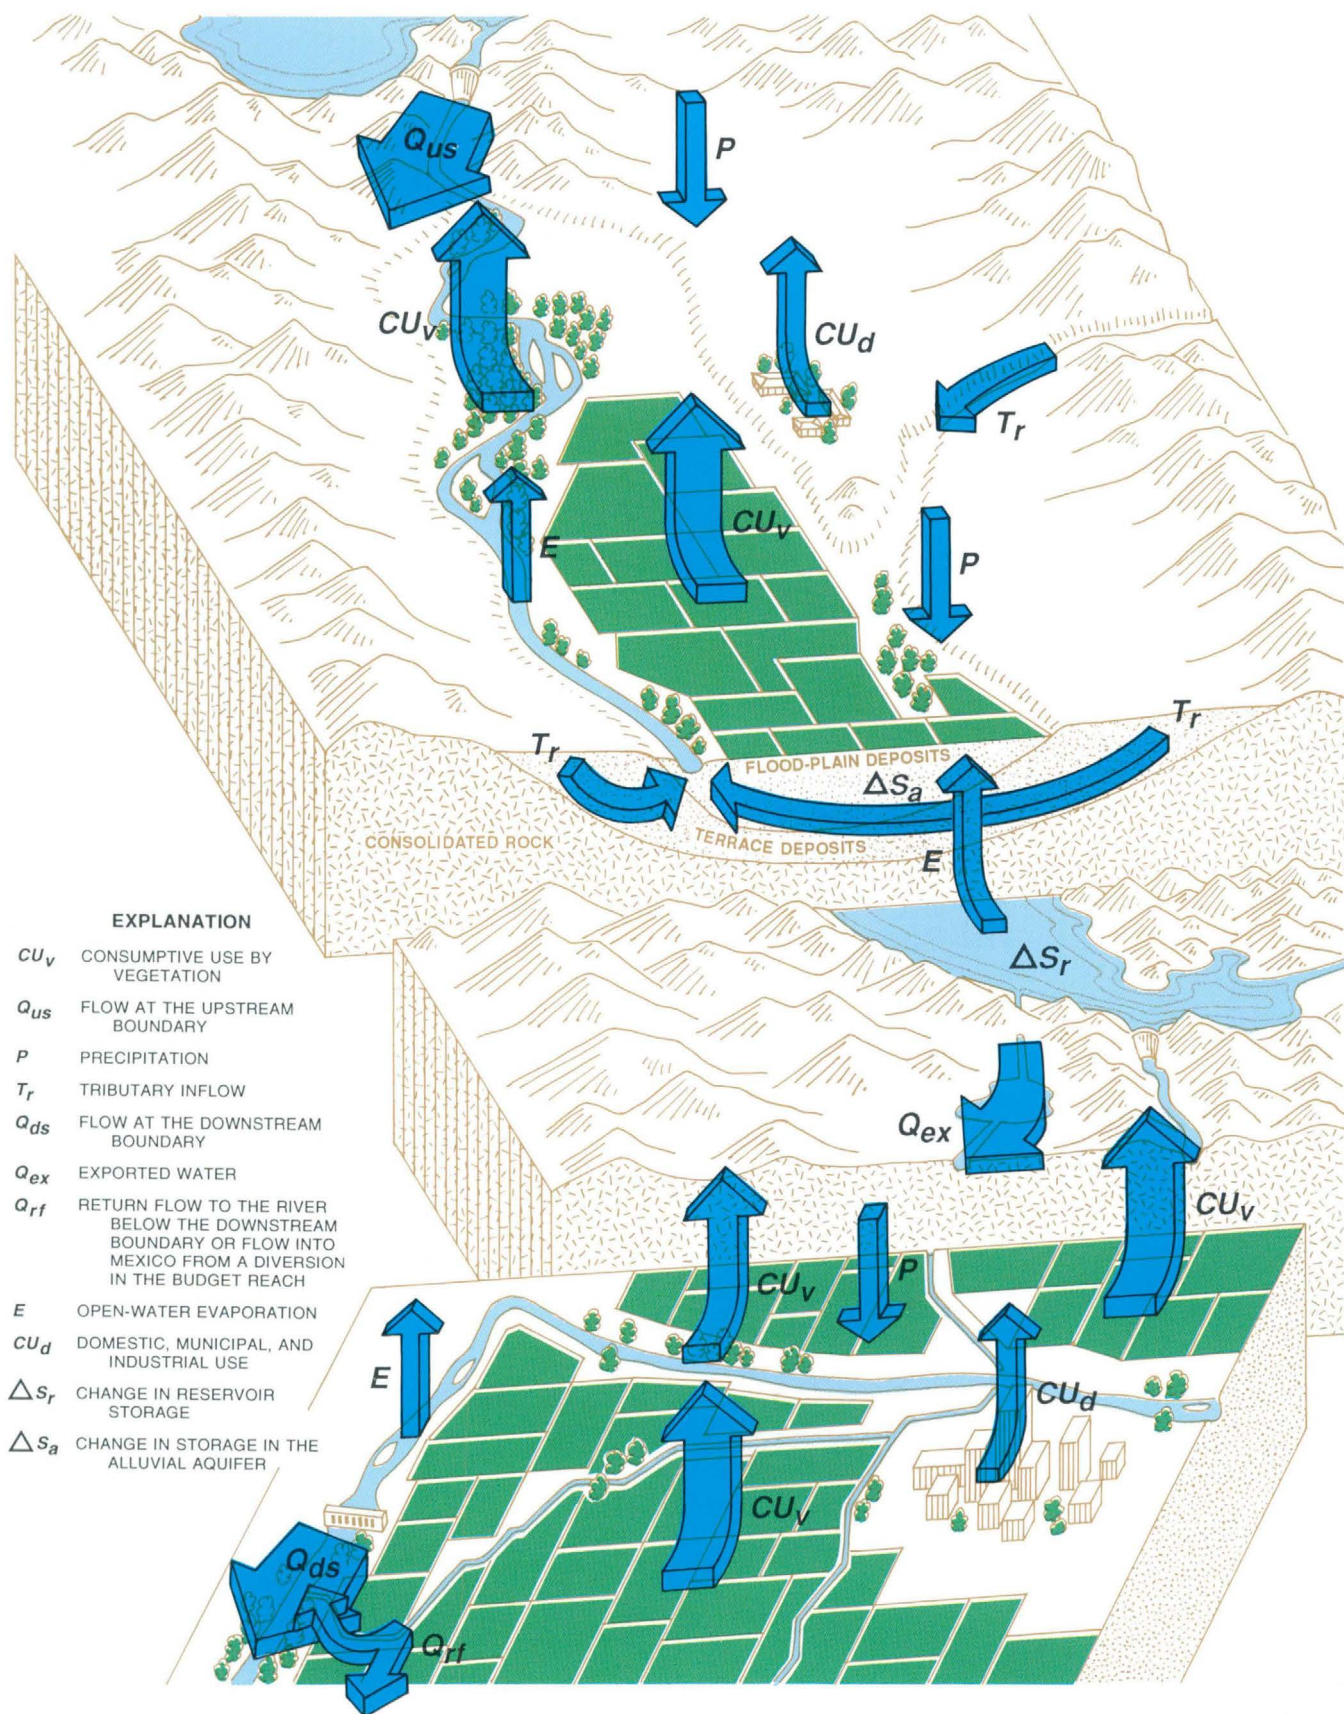 Qus
P
CUv
CUd
Tr
CUv
E
P
Tr
Tr
FLOOD-PLAIN DEPOSITS
ΔSa
CONSOLIDATED ROCK
TERRACE DEPOSITS
E
ΔSr
EXPLANATION
CUv CONSUMPTIVE USE BY
VEGETATION
Qus FLOW AT THE UPSTREAM
BOUNDARY
P PRECIPITATION
Tr TRIBUTARY INFLOW
Qds FLOW AT THE DOWNSTREAM
BOUNDARY
Qex EXPORTED WATER
Qrf RETURN FLOW TO THE RIVER
BELOW THE DOWNSTREAM
BOUNDARY OR FLOW INTO
MEXICO FROM A DIVERSION
IN THE BUDGET REACH
E OPEN-WATER EVAPORATION
CUd DOMESTIC, MUNICIPAL, AND
INDUSTRIAL USE
ΔSr CHANGE IN RESERVOIR
STORAGE
ΔSa CHANGE IN STORAGE IN THE
ALLUVIAL AQUIFER
Qex
CUv
CUv
P
E
CUd
CUv
Qds
Qrf